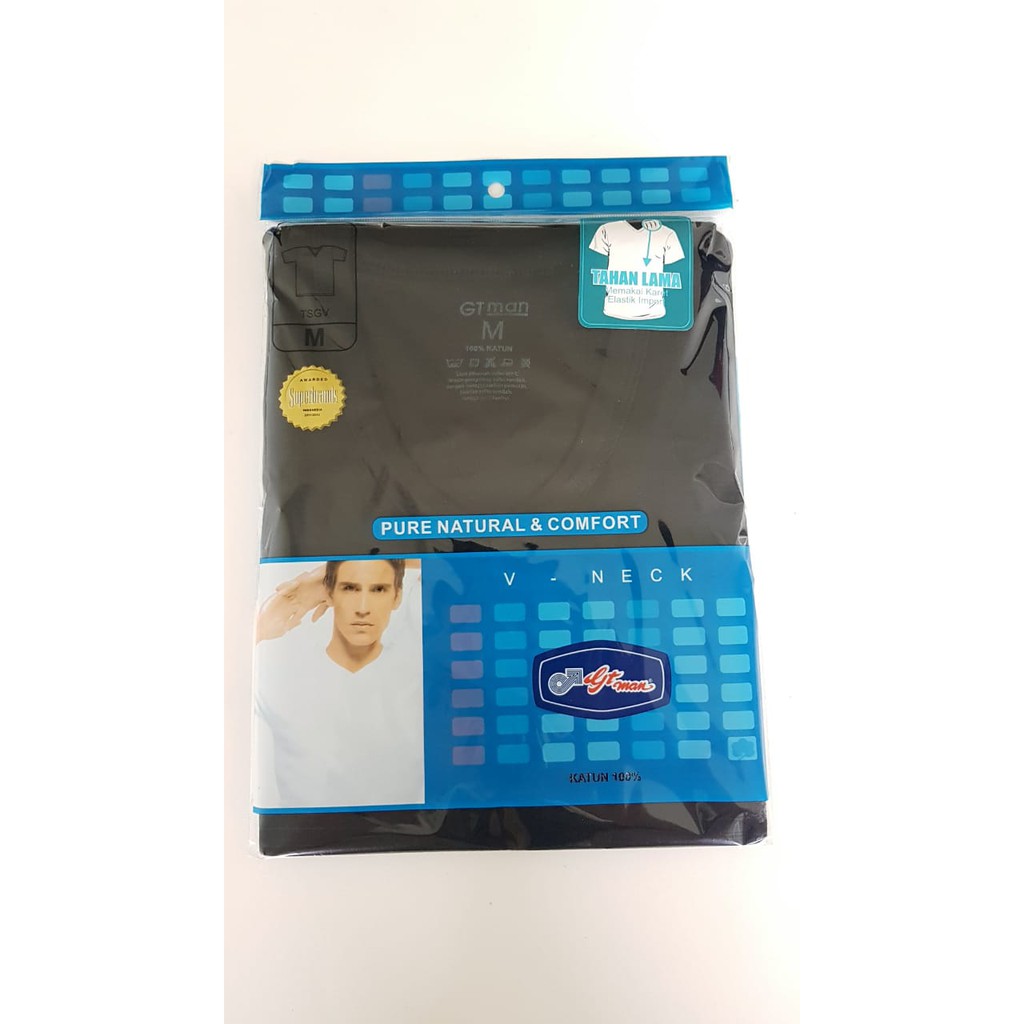 TAHAN LAMA
Memakai Karet
Elastik Impor
TSGV
M
GT man
M
100% KATUN
Superbrands
PURE NATURAL & COMFORT
V - NECK
Gt man
KATUN 100%